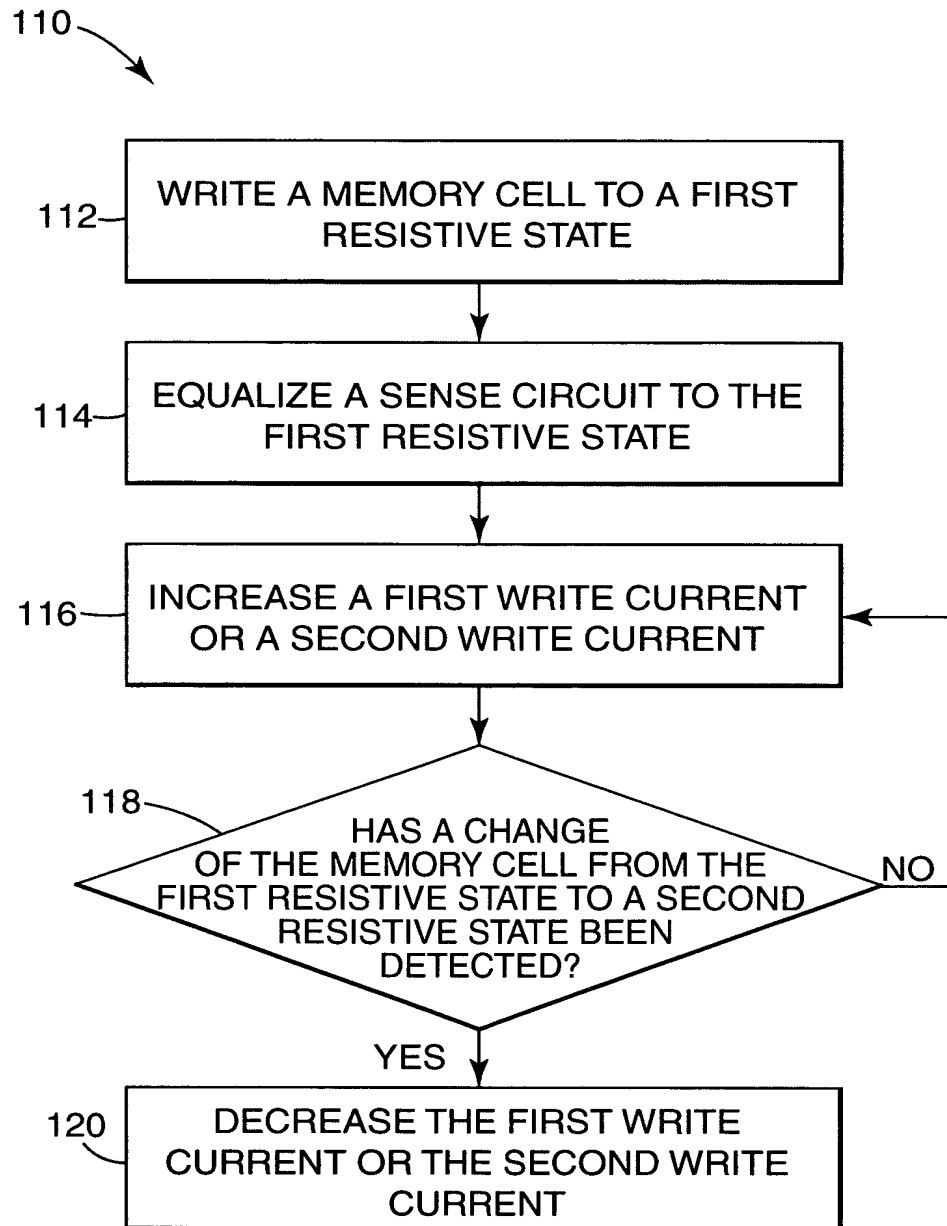 110
112
WRITE A MEMORY CELL TO A FIRST
RESISTIVE STATE
114
EQUALIZE A SENSE CIRCUIT TO THE
FIRST RESISTIVE STATE
116
INCREASE A FIRST WRITE CURRENT
OR A SECOND WRITE CURRENT
118
HAS A CHANGE
OF THE MEMORY CELL FROM THE
FIRST RESISTIVE STATE TO A SECOND
RESISTIVE STATE BEEN
DETECTED?
NO
YES
120
DECREASE THE FIRST WRITE
CURRENT OR THE SECOND WRITE
CURRENT